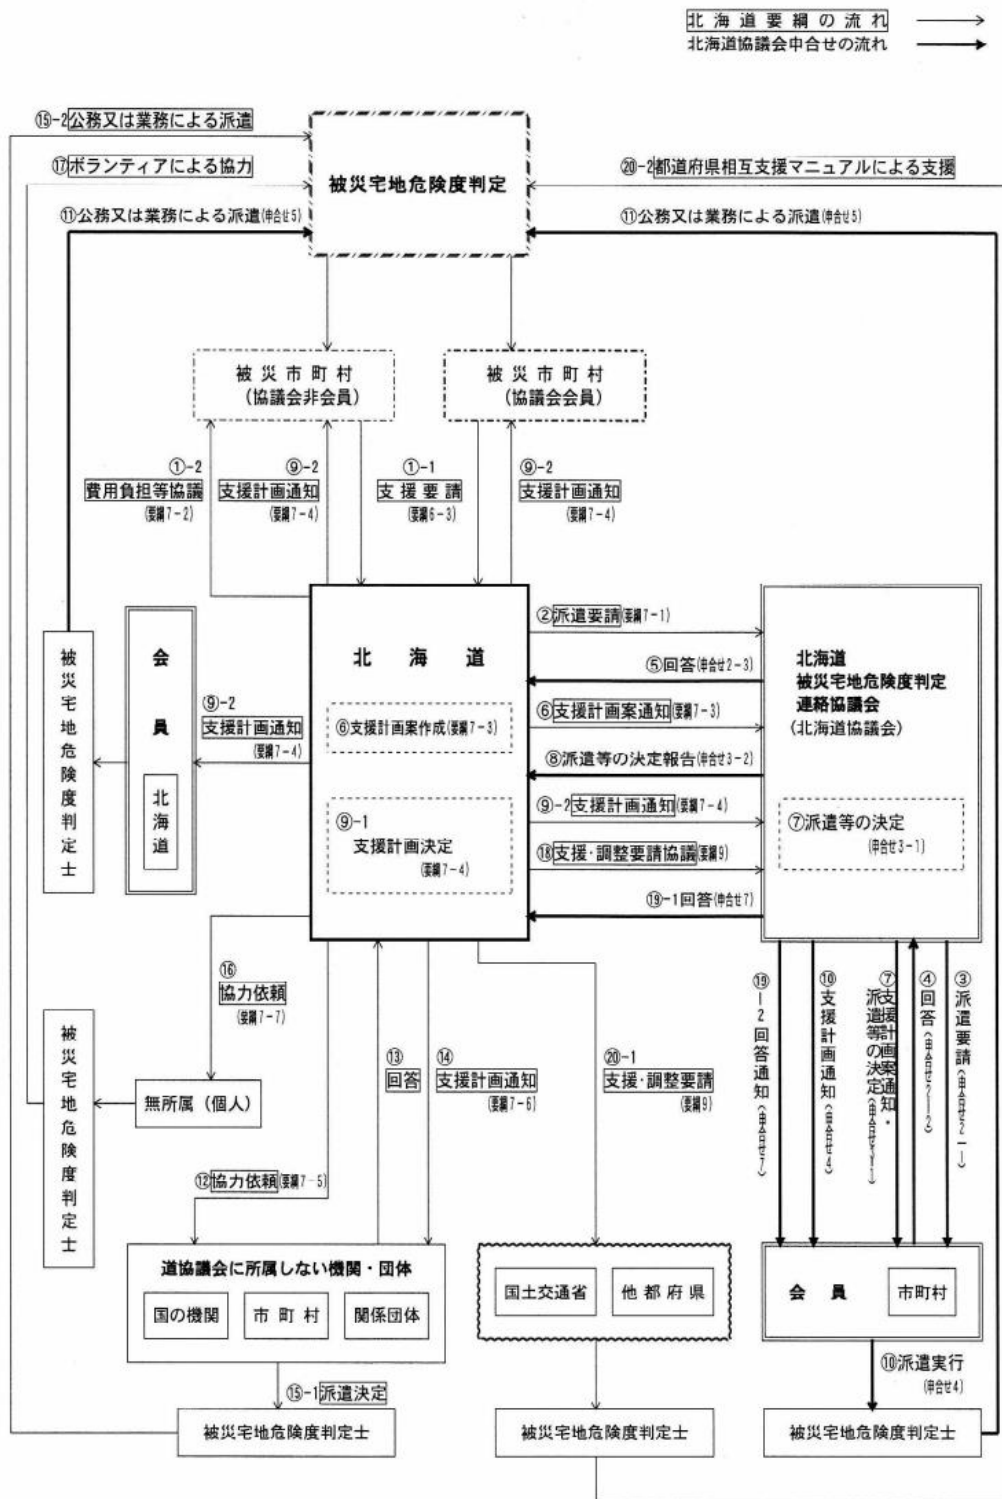 北海道要綱の流れ
北海道協議会申合せの流れ
⑮-2公務又は業務による派遣
⑰ボランティアによる協力
⑪公務又は業務による派遣(申合せ5)
被災宅地危険度判定
⑳-2都道府県相互支援マニュアルによる支援
⑪公務又は業務による派遣(申合せ5)
被災市町村
(協議会非会員)
被災市町村
(協議会会員)
①-2
費用負担等協議
(要綱7-2)
⑨-2
支援計画通知
(要綱7-4)
①-1
支援要請
(要綱6-3)
⑨-2
支援計画通知
(要綱7-4)
被災宅地危険度判定士
会員
北海道
⑨-2
支援計画通知
(要綱7-4)
北海道
⑥支援計画案作成(要綱7-3)
⑨-1
支援計画決定
(要綱7-4)
②派遣要請(要綱7-1)
⑤回答(申合せ2-3)
⑥支援計画案通知(要綱7-3)
⑧派遣等の決定報告(申合せ3-2)
⑨-2支援計画通知(要綱7-4)
⑱支援・調整要請協議(要綱9)
⑲-1回答(申合せ7)
北海道
被災宅地危険度判定
連絡協議会
(北海道協議会)
⑦派遣等の決定
(申合せ3-1)
被災宅地危険度判定士
⑯
協力依頼
(要綱7-7)
無所属(個人)
⑫協力依頼(要綱7-5)
⑬
回答
⑭
支援計画通知
(要綱7-6)
⑳-1
支援・調整要請
(要綱9)
⑲-2回答通知(申合せ7)
⑩支援計画通知(申合せ4)
⑦支援計画案通知・
派遣等の決定(申合せ3-1)
④回答(申合せ2-2)
③派遣要請(申合せ2-1)
道協議会に所属しない機関・団体
国の機関
市町村
関係団体
国土交通省
他都府県
会員
市町村
⑮-1派遣決定
⑩派遣実行
(申合せ4)
被災宅地危険度判定士
被災宅地危険度判定士
被災宅地危険度判定士